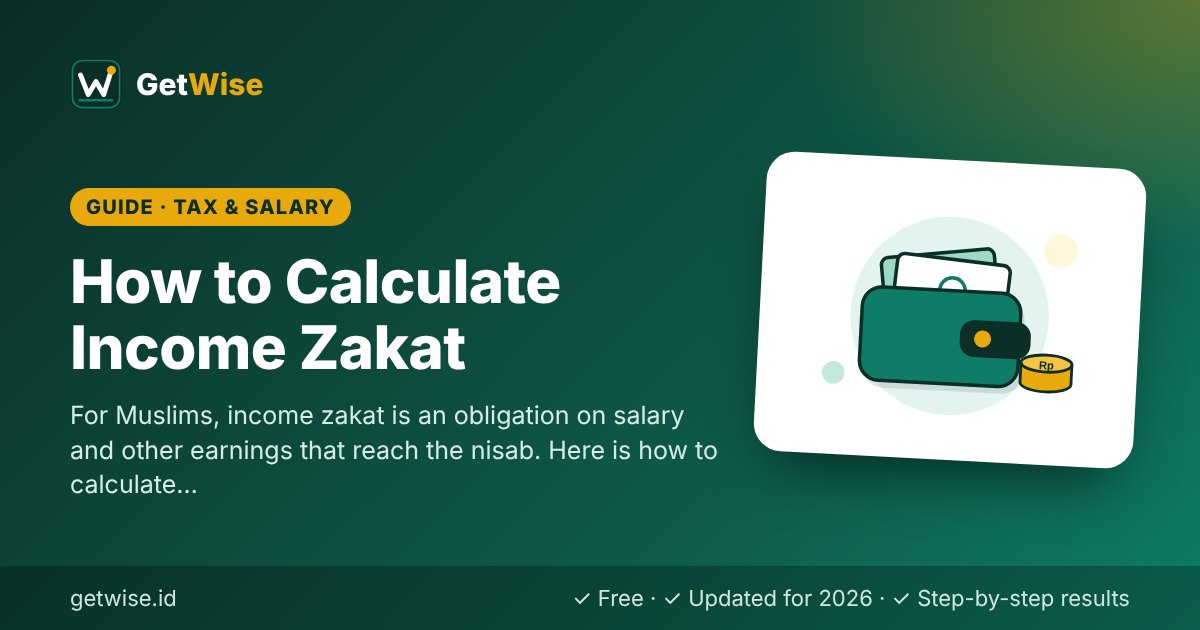 GetWise
GUIDE · TAX & SALARY
How to Calculate
Income Zakat
For Muslims, income zakat is an obligation on salary
and other earnings that reach the nisab. Here is how to
calculate...
Rp
getwise.id
✓ Free · ✓ Updated for 2026 · ✓ Step-by-step results